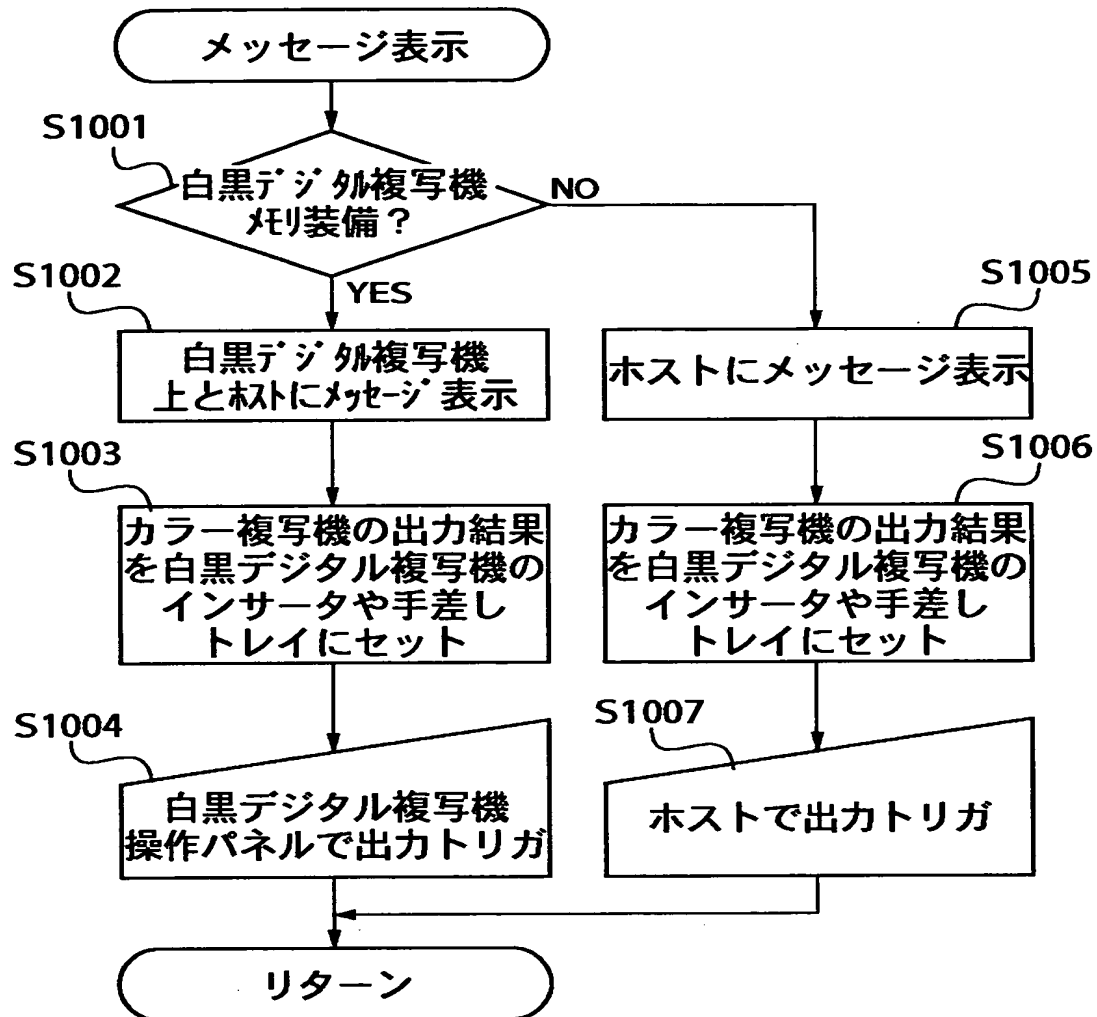 メッセージ表示
S1001
白黒デジタル複写機
メモリ装備？
NO
YES
S1002
白黒デジタル複写機
上とホストにメッセージ表示
S1003
カラー複写機の出力結果
を白黒デジタル複写機の
インサータや手差し
トレイにセット
S1004
白黒デジタル複写機
操作パネルで出力トリガ
S1005
ホストにメッセージ表示
S1006
カラー複写機の出力結果
を白黒デジタル複写機の
インサータや手差し
トレイにセット
S1007
ホストで出力トリガ
リターン